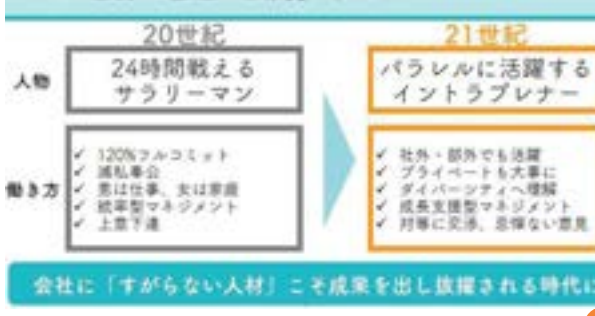 20世紀
21世紀
人物
24時間戦える
サラリーマン
パラレルに活躍する
イントラプレナー
働き方
✓ 120%フルコミット
✓ 滅私奉公
✓ 男は仕事、女は家庭
✓ 統率型マネジメント
✓ 上意下達
✓ 社外・部外でも活躍
✓ プライベートも大事に
✓ ダイバーシティへ理解
✓ 成長支援型マネジメント
✓ 対等に交渉、忌憚ない意見
会社に「すがらない人材」こそ成果を出し抜擢される時代に